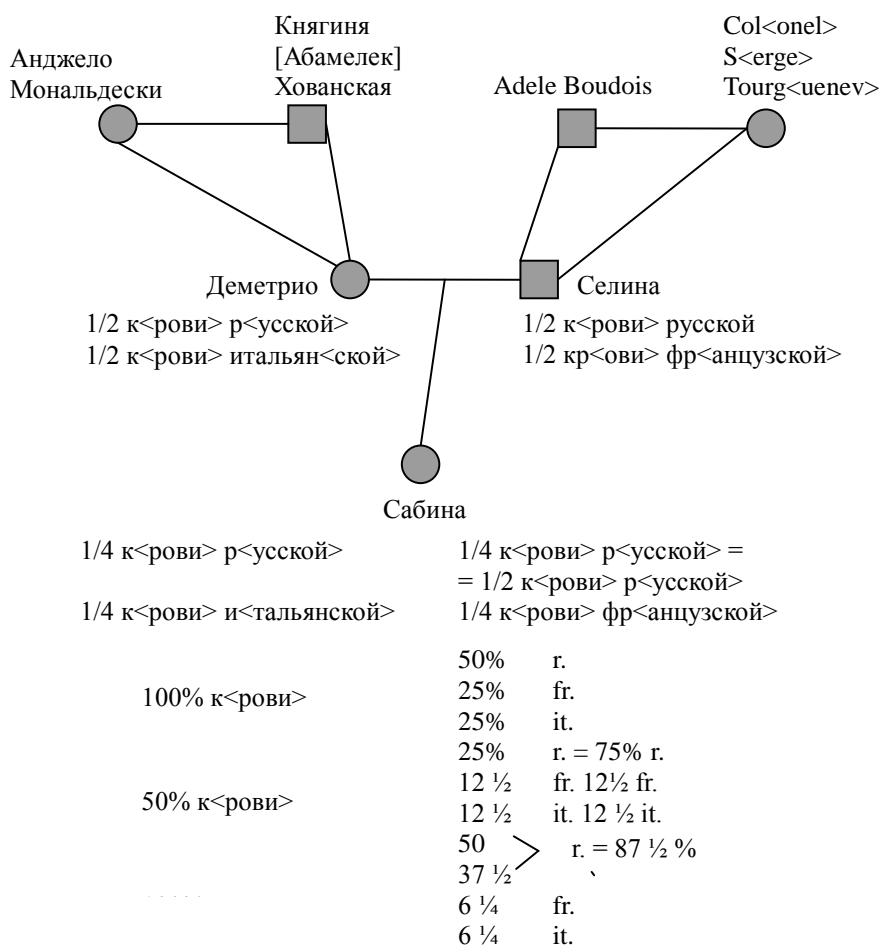 Анджело
Мональдески
Княгиня
[Абамелек]
Хованская
Adele Boudois
Col<onel>
S<erge>
Tourg<uenev>
Деметрио
1/2 к<рови> р<усской>
1/2 к<рови> итальян<ской>
Селина
1/2 к<рови> русской
1/2 кр<ови> фр<анцузской>
Сабина
1/4 к<рови> р<усской>
1/4 к<рови> р<усской> =
= 1/2 к<рови> р<усской>
1/4 к<рови> и<тальянской>
1/4 к<рови> фр<анцузской>
100% к<рови>
50% r.
25% fr.
25% it.
25% r. = 75% r.
50% к<рови>
12 ½ fr. 12½ fr.
12 ½ it. 12 ½ it.
50
37 ½
r. = 87 ½ %
6 ¼ fr.
6 ¼ it.